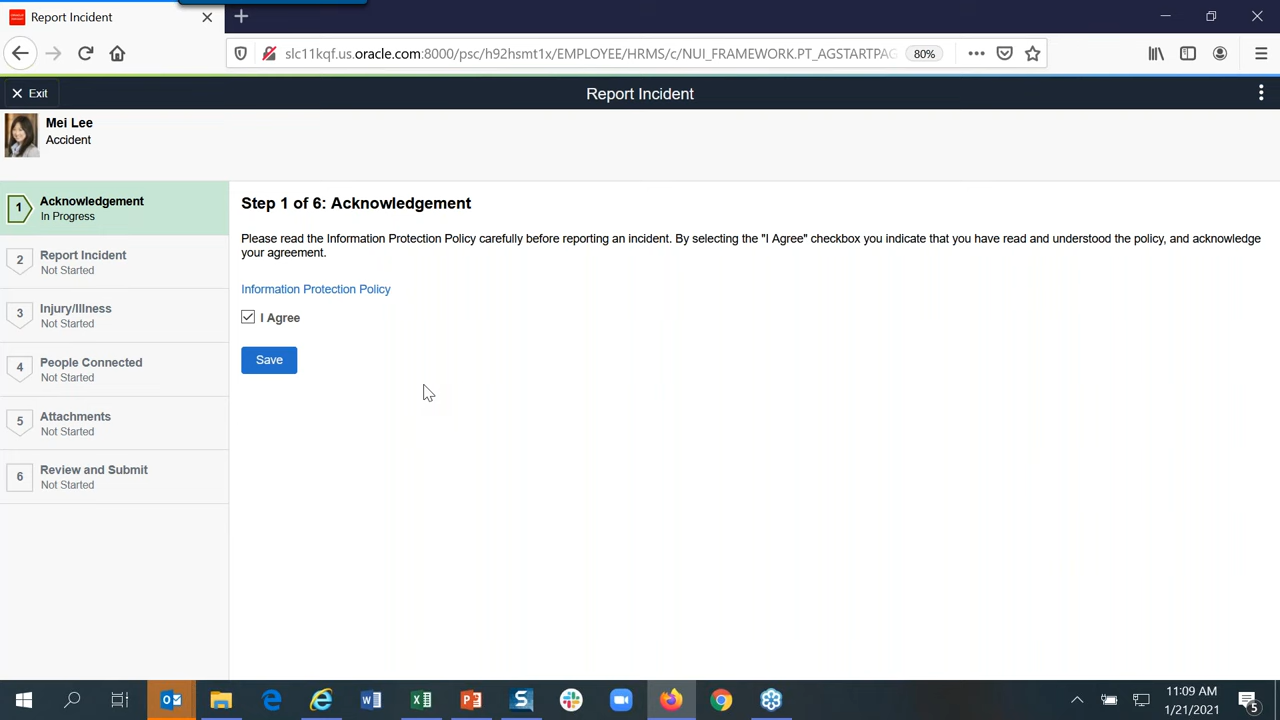 Report Incident
slc11kqf.us.oracle.com:8000/psc/h92hsmt1x/EMPLOYEE/HRMS/c/NUI_FRAMEWORK.PT_AGSTARTPAG
80%
Exit
Report Incident
Mei Lee
Accident
1
Acknowledgement
In Progress
2
Report Incident
Not Started
3
Injury/Illness
Not Started
4
People Connected
Not Started
5
Attachments
Not Started
6
Review and Submit
Not Started
Step 1 of 6: Acknowledgement
Please read the Information Protection Policy carefully before reporting an incident. By selecting the "I Agree" checkbox you indicate that you have read and understood the policy, and acknowledge
your agreement.
Information Protection Policy
I Agree
Save
11:09 AM
1/21/2021
5